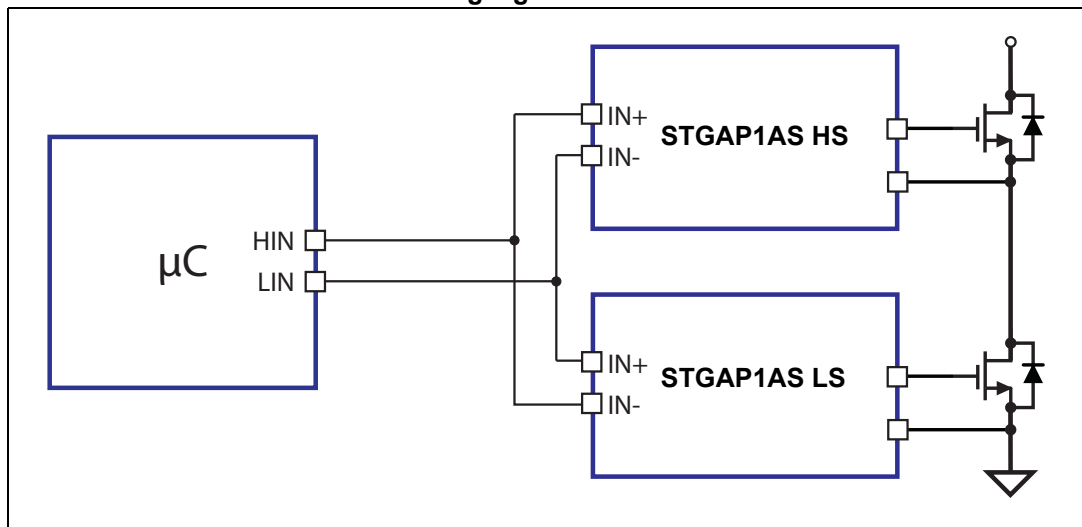 IN+
IN-
STGAP1AS HS
µC
HIN
LIN
IN+
IN-
STGAP1AS LS